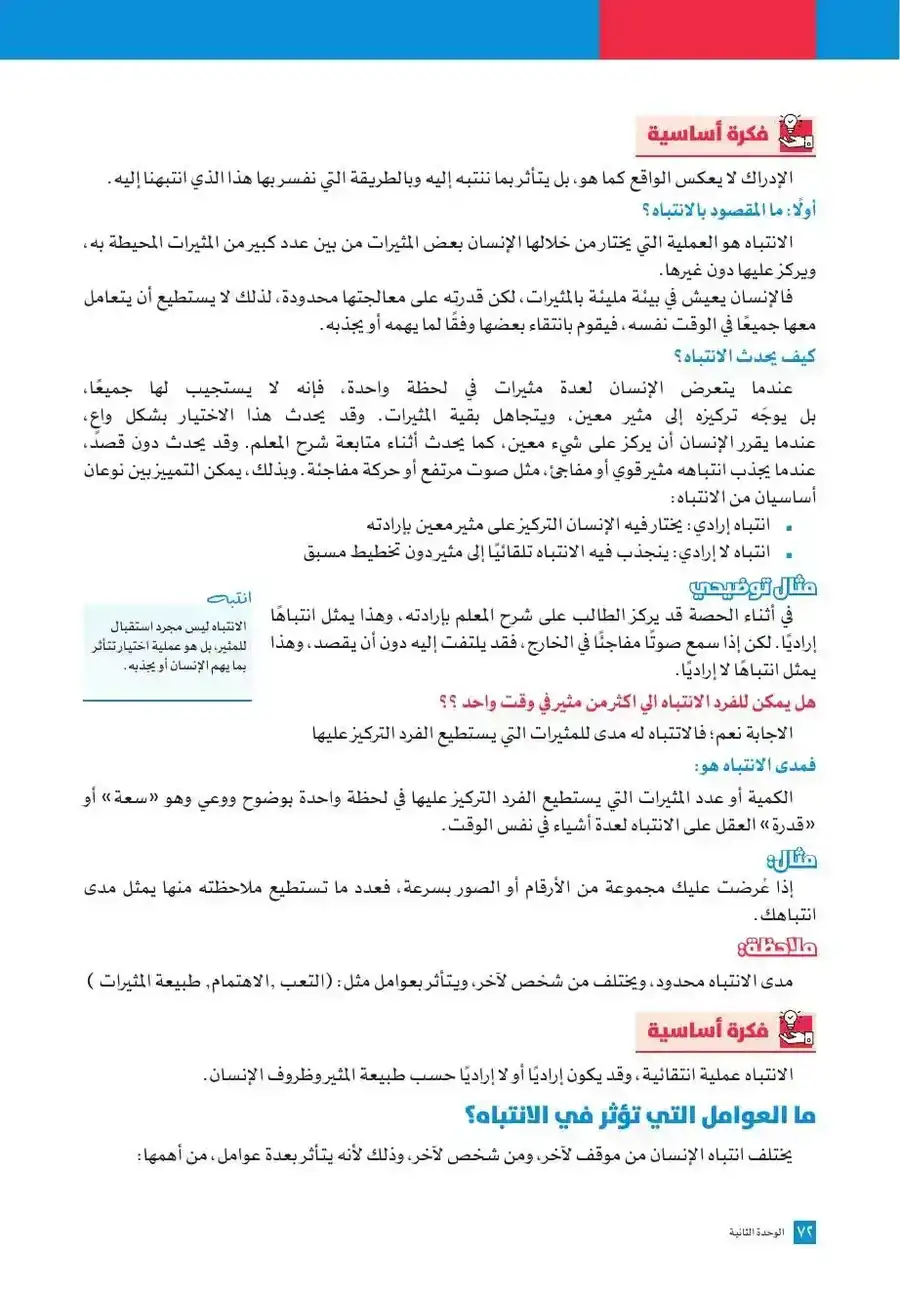 فكرة أساسية
الإدراك لا يعكس الواقع كما هو، بل يتأثر بما ننتبه إليه وبالطريقة التي نفسر بها هذا الذي انتبهنا إليه.
أولًا: ما المقصود بالانتباه؟
الانتباه هو العملية التي يختار من خلالها الإنسان بعض المثيرات من بين عدد كبير من المثيرات المحيطة به،
ويركز عليها دون غيرها.
فالإنسان يعيش في بيئة مليئة بالمثيرات، لكن قدرته على معالجتها محدودة، لذلك لا يستطيع أن يتعامل
معها جميعًا في الوقت نفسه، فيقوم بانتقاء بعضها وفقًا لما يهمه أو يجذبه.
كيف يحدث الانتباه؟
عندما يتعرض الإنسان لعدة مثيرات في لحظة واحدة، فإنه لا يستجيب لها جميعًا،
بل يوجَه تركيزه إلى مثير معين، ويتجاهل بقية المثيرات. وقد يحدث هذا الاختيار بشكل واعٍ،
عندما يقرر الإنسان أن يركز على شيء معين، كما يحدث أثناء متابعة شرح المعلم. وقد يحدث دون قصد،
عندما يجذب انتباهه مثير قوي أو مفاجئ، مثل صوت مرتفع أو حركة مفاجئة. وبذلك، يمكن التمييز بين نوعان
أساسيان من الانتباه:
▪ انتباه إرادي: يختار فيه الإنسان التركيز على مثير معين بإرادته
▪ انتباه لا إرادي: ينجذب فيه الانتباه تلقائيًا إلى مثير دون تخطيط مسبق
مثال توضيحي
في أثناء الحصة قد يركز الطالب على شرح المعلم بإرادته، وهذا يمثل انتباهًا
إراديًا. لكن إذا سمع صوتًا مفاجئًا في الخارج، فقد يلتفت إليه دون أن يقصد، وهذا
يمثل انتباهًا لا إراديًا.
انتبه
الانتباه ليس مجرد استقبال
للمثير، بل هو عملية اختيار تتأثر
بما يهم الإنسان أو يجذبه.
هل يمكن للفرد الانتباه الي اكثر من مثير في وقت واحد ؟؟
الاجابة نعم؛ فالاتتباه له مدى للمثيرات التي يستطيع الفرد التركيز عليها
فمدى الانتباه هو:
الكمية أو عدد المثيرات التي يستطيع الفرد التركيز عليها في لحظة واحدة بوضوح ووعي وهو «سعة» أو
«قدرة» العقل على الانتباه لعدة أشياء في نفس الوقت.
مثال:
إذا عُرضت عليك مجموعة من الأرقام أو الصور بسرعة، فعدد ما تستطيع ملاحظته منها يمثل مدى
انتباهك.
ملاحظة:
مدى الانتباه محدود، ويختلف من شخص لآخر، ويتأثر بعوامل مثل: (التعب ,الاهتمام, طبيعة المثيرات )
فكرة أساسية
الانتباه عملية انتقائية، وقد يكون إراديًا أو لا إراديًا حسب طبيعة المثير وظروف الإنسان.
ما العوامل التي تؤثر في الانتباه؟
يختلف انتباه الإنسان من موقف لآخر، ومن شخص لآخر، وذلك لأنه يتأثر بعدة عوامل، من أهمها:
٧٢ الوحدة الثانية